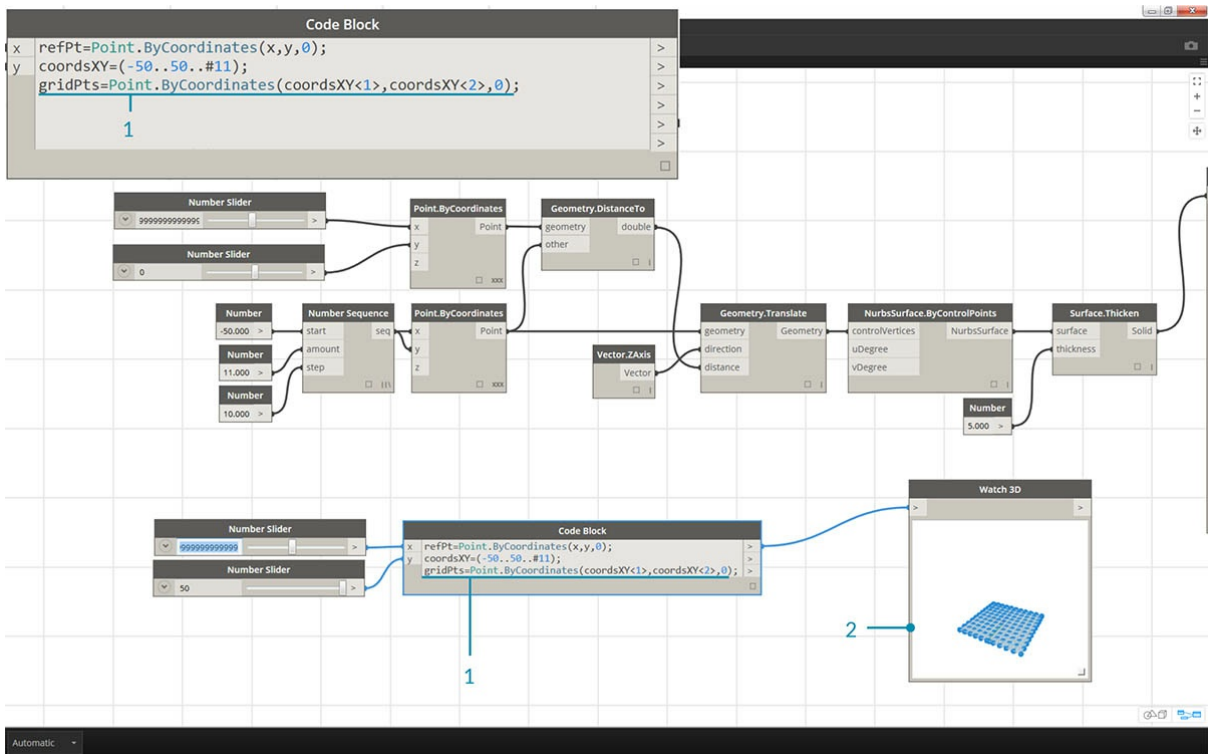 Code Block
x refPt=Point.ByCoordinates(x,y,0); >
y coordsXY=(-50..50..#11); >
gridPts=Point.ByCoordinates(coordsXY<1>,coordsXY<2>,0); >
>
>
>
1
Number Slider
>
Number Slider
0 >
Point.ByCoordinates
x Point
y
z
xxx
Geometry.DistanceTo
geometry double
other
Number
-50.000 >
Number
11.000 >
Number
10.000 >
Number Sequence
start seq
amount
step
Point.ByCoordinates
x Point
y
z
xxx
Vector.ZAxis
Vector
Geometry.Translate
geometry Geometry
direction
distance
NurbsSurface.ByControlPoints
controlVertices NurbsSurface
uDegree
vDegree
Surface.Thicken
surface Solid
thickness
Number
5.000 >
Number Slider
>
Number Slider
50 >
Code Block
x refPt=Point.ByCoordinates(x,y,0); >
y coordsXY=(-50..50..#11); >
gridPts=Point.ByCoordinates(coordsXY<1>,coordsXY<2>,0); >
1
Watch 3D
> >
2
Automatic